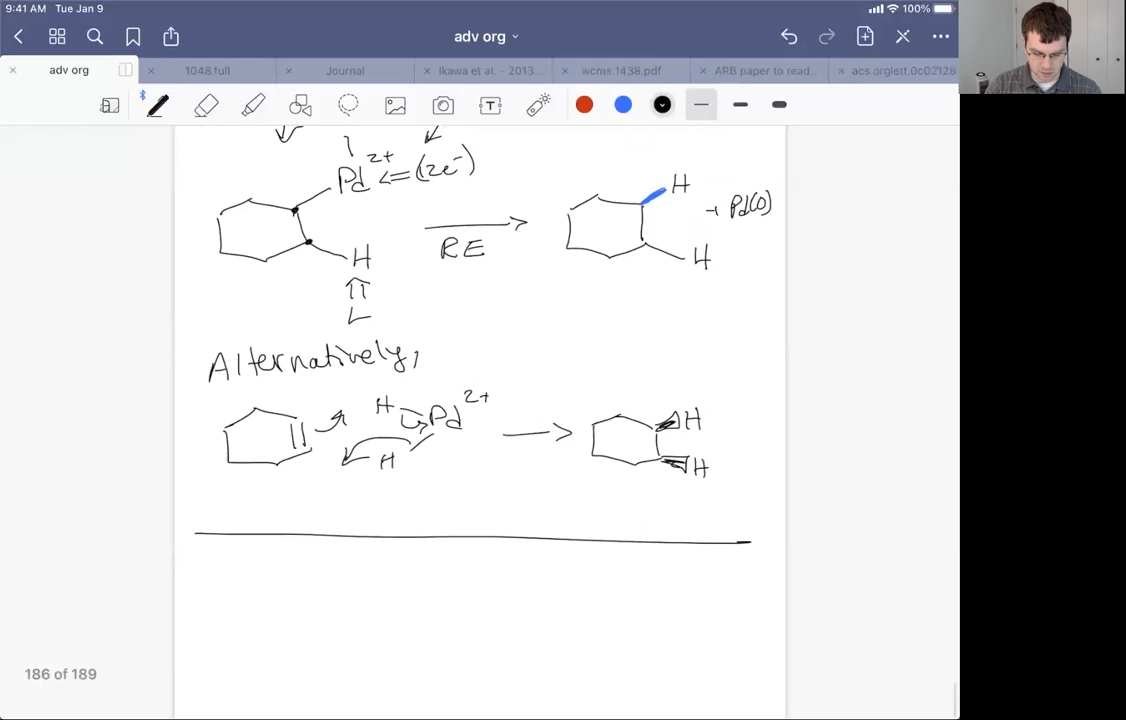 9:41 AM Tue Jan 9
100%
adv org
adv org
1048.full
Journal
Ikawa et al. - 2013...
wcms.1438.pdf
ARB paper to read...
acs.orglett.0c02128
T
Pd 2+ <= (2e-)
H
+ Pd(0)
RE
H
H
L
Alternatively,
H
Pd 2+
H
H
H
186 of 189